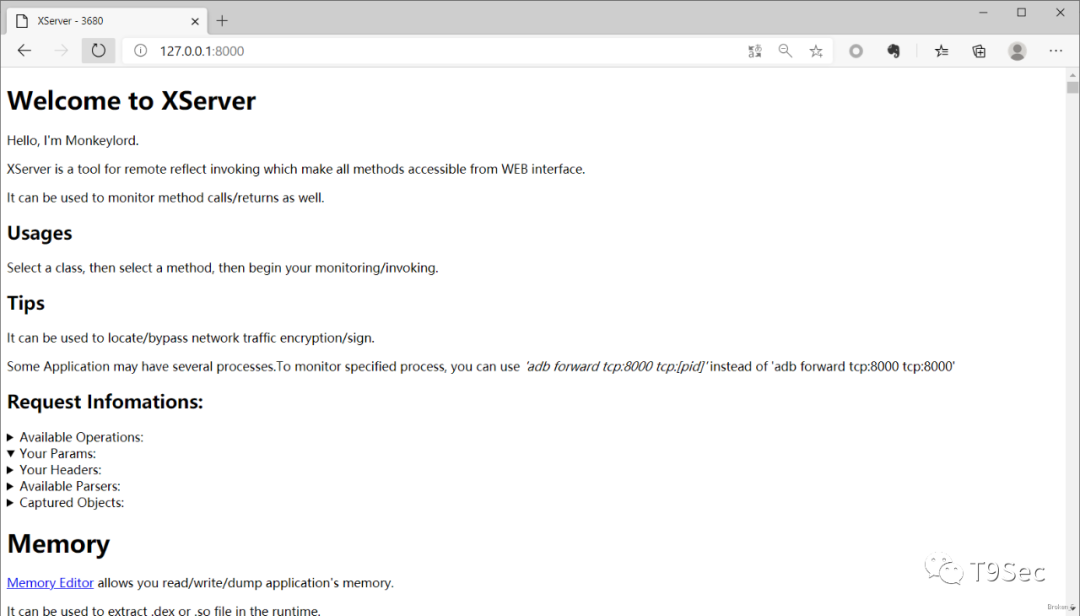 XServer - 3680
127.0.0.1:8000
Welcome to XServer
Hello, I'm Monkeylord.
XServer is a tool for remote reflect invoking which make all methods accessible from WEB interface.
It can be used to monitor method calls/returns as well.
Usages
Select a class, then select a method, then begin your monitoring/invoking.
Tips
It can be used to locate/bypass network traffic encryption/sign.
Some Application may have several processes.To monitor specified process, you can use 'adb forward tcp:8000 tcp:[pid]' instead of 'adb forward tcp:8000 tcp:8000'
Request Infomations:
Available Operations:
Your Params:
Your Headers:
Available Parsers:
Captured Objects:
Memory
Memory Editor allows you read/write/dump application's memory.
T9Sec
It can be used to extract .dex or .so file in the runtime.